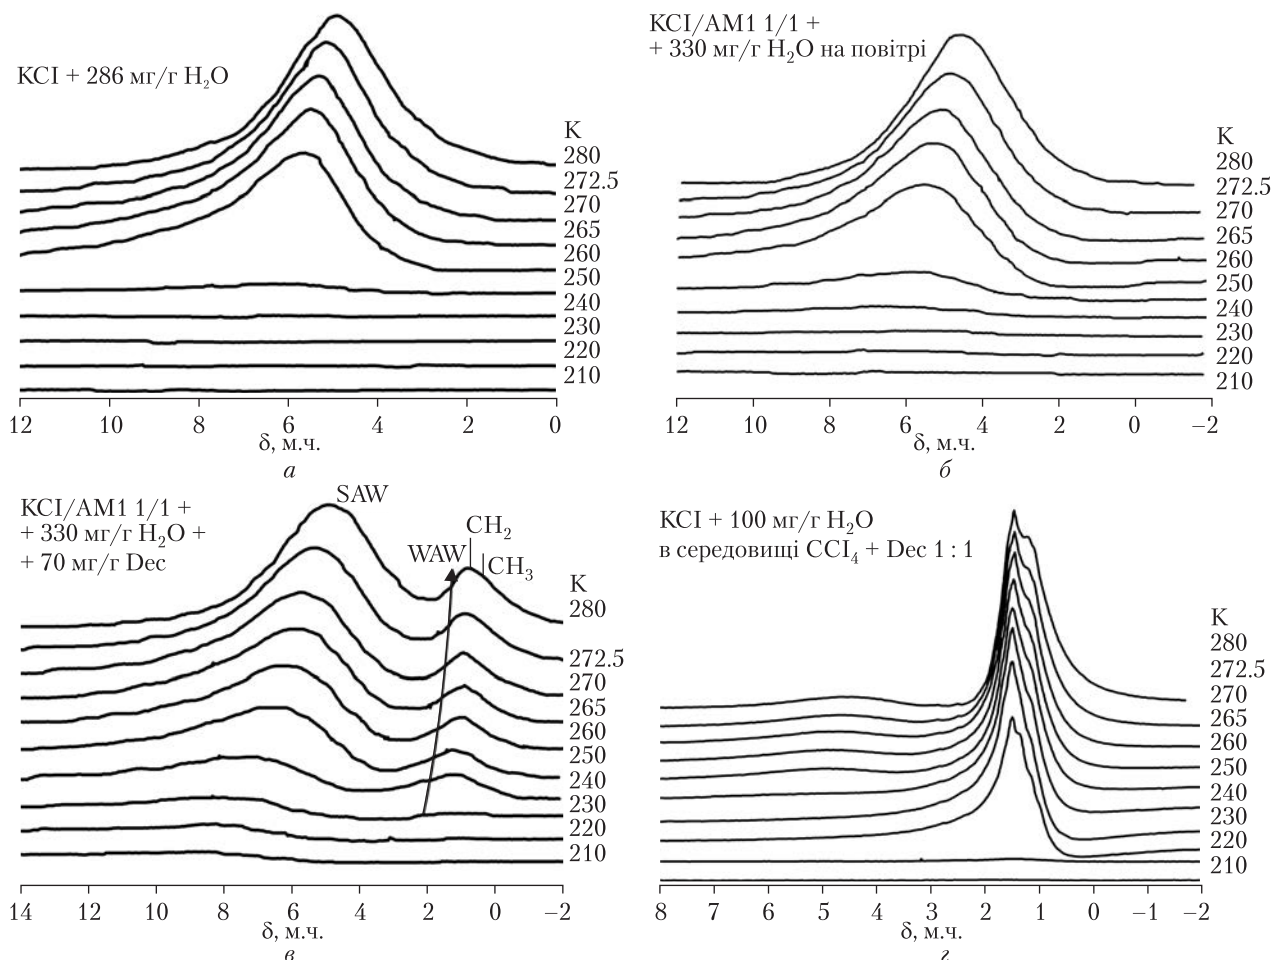 KCl + 286 мг/г H₂O
K
280
272.5
270
265
260
250
240
230
220
210
12 10 8 6 4 2 0
δ, м.ч.
а
KCl/АМ1 1/1 +
+ 330 мг/г H₂O на повітрі
K
280
272.5
270
265
260
250
240
230
220
210
12 10 8 6 4 2 0 −2
δ, м.ч.
б
KCl/АМ1 1/1 +
+ 330 мг/г H₂O +
+ 70 мг/г Dec
SAW
WAW
CH₂
CH₃
K
280
272.5
270
265
260
250
240
230
220
210
14 12 10 8 6 4 2 0 −2
δ, м.ч.
в
KCl + 100 мг/г H₂O
в середовищі CCl₄ + Dec 1 : 1
K
280
272.5
270
265
260
250
240
230
220
210
8 7 6 5 4 3 2 1 0 −1 −2
δ, м.ч.
г